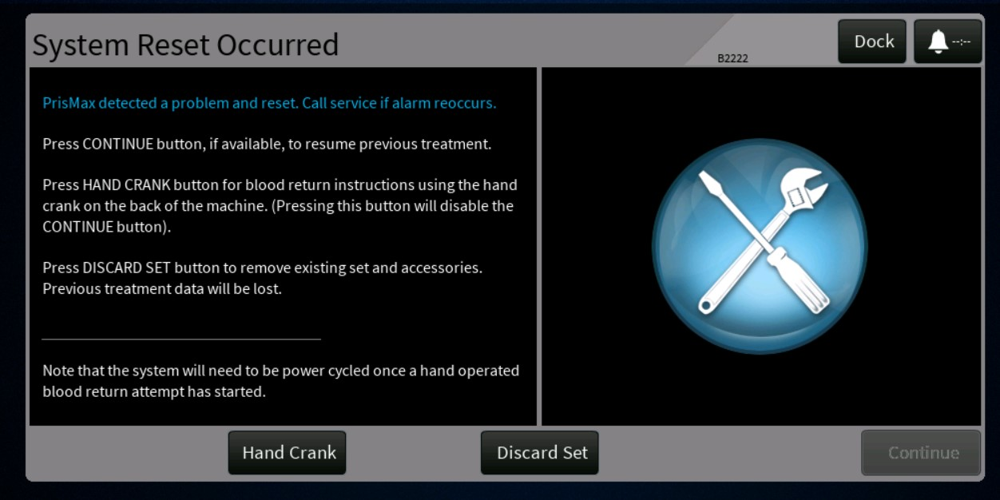 System Reset Occurred
B2222
Dock
--:--
PrisMax detected a problem and reset. Call service if alarm reoccurs.
Press CONTINUE button, if available, to resume previous treatment.
Press HAND CRANK button for blood return instructions using the hand
crank on the back of the machine. (Pressing this button will disable the
CONTINUE button).
Press DISCARD SET button to remove existing set and accessories.
Previous treatment data will be lost.
Note that the system will need to be power cycled once a hand operated
blood return attempt has started.
Hand Crank
Discard Set
Continue